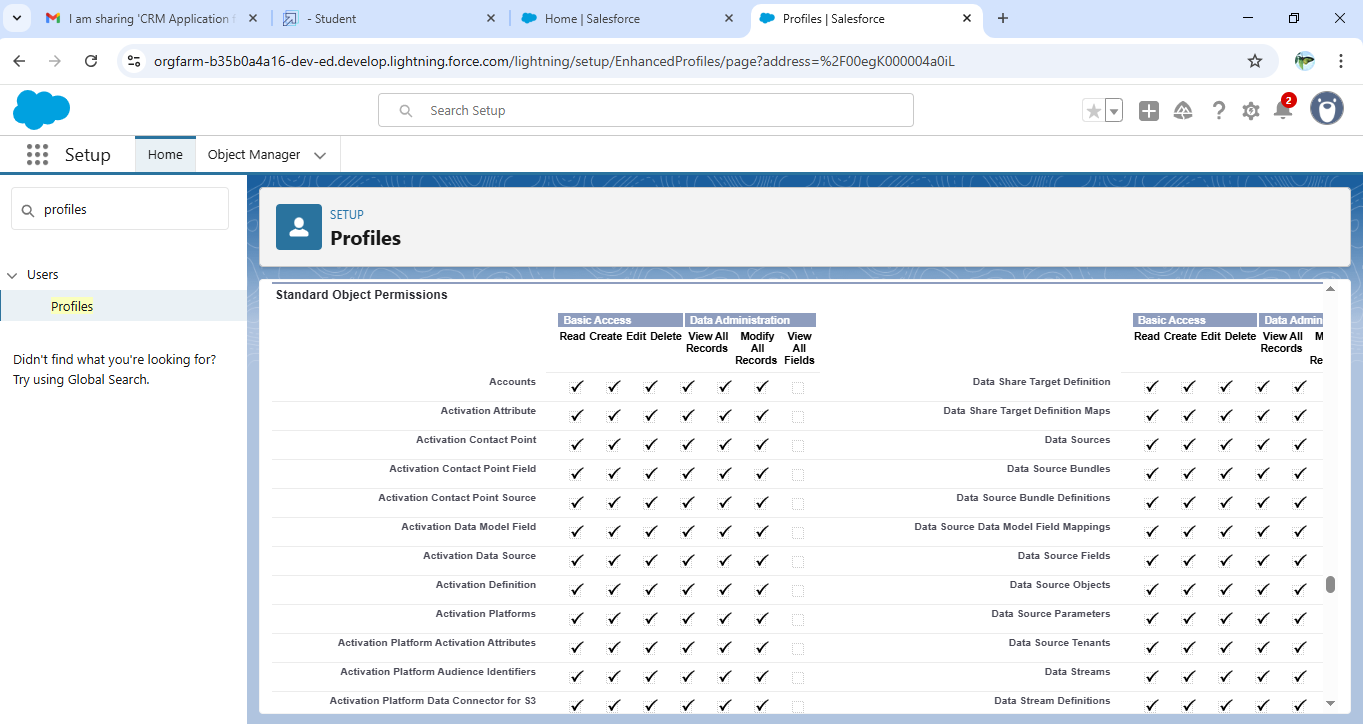 I am sharing 'CRM Application f
- Student
Home | Salesforce
Profiles | Salesforce
orgfarm-b35b0a4a16-dev-ed.develop.lightning.force.com/lightning/setup/EnhancedProfiles/page?address=%2F00egK000004a0iL
Search Setup
2
Setup
Home
Object Manager
profiles
Users
Profiles
Didn't find what you're looking for?
Try using Global Search.
SETUP
Profiles
Standard Object Permissions
Basic Access Data Administration Basic Access Data Admin
Read Create Edit Delete View All Modify View Read Create Edit Delete View All M
Records All All Records
Records Fields Re
Accounts Data Share Target Definition
Activation Attribute Data Share Target Definition Maps
Activation Contact Point Data Sources
Activation Contact Point Field Data Source Bundles
Activation Contact Point Source Data Source Bundle Definitions
Activation Data Model Field Data Source Data Model Field Mappings
Activation Data Source Data Source Fields
Activation Definition Data Source Objects
Activation Platforms Data Source Parameters
Activation Platform Activation Attributes Data Source Tenants
Activation Platform Audience Identifiers Data Streams
Activation Platform Data Connector for S3 Data Stream Definitions